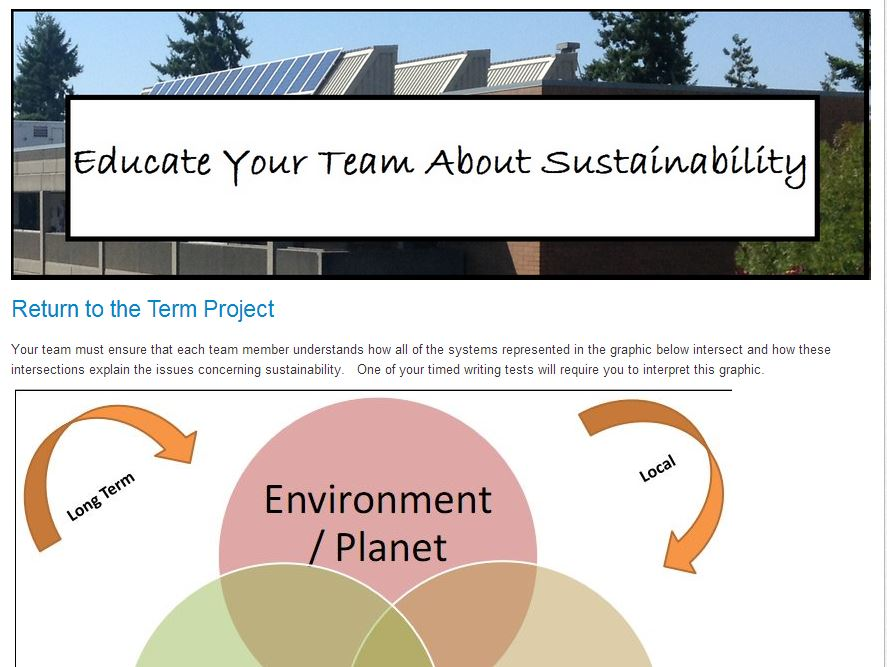 Educate Your Team About Sustainability
Return to the Term Project
Your team must ensure that each team member understands how all of the systems represented in the graphic below intersect and how these
intersections explain the issues concerning sustainability.   One of your timed writing tests will require you to interpret this graphic.
Long Term
Local
Environment
/ Planet